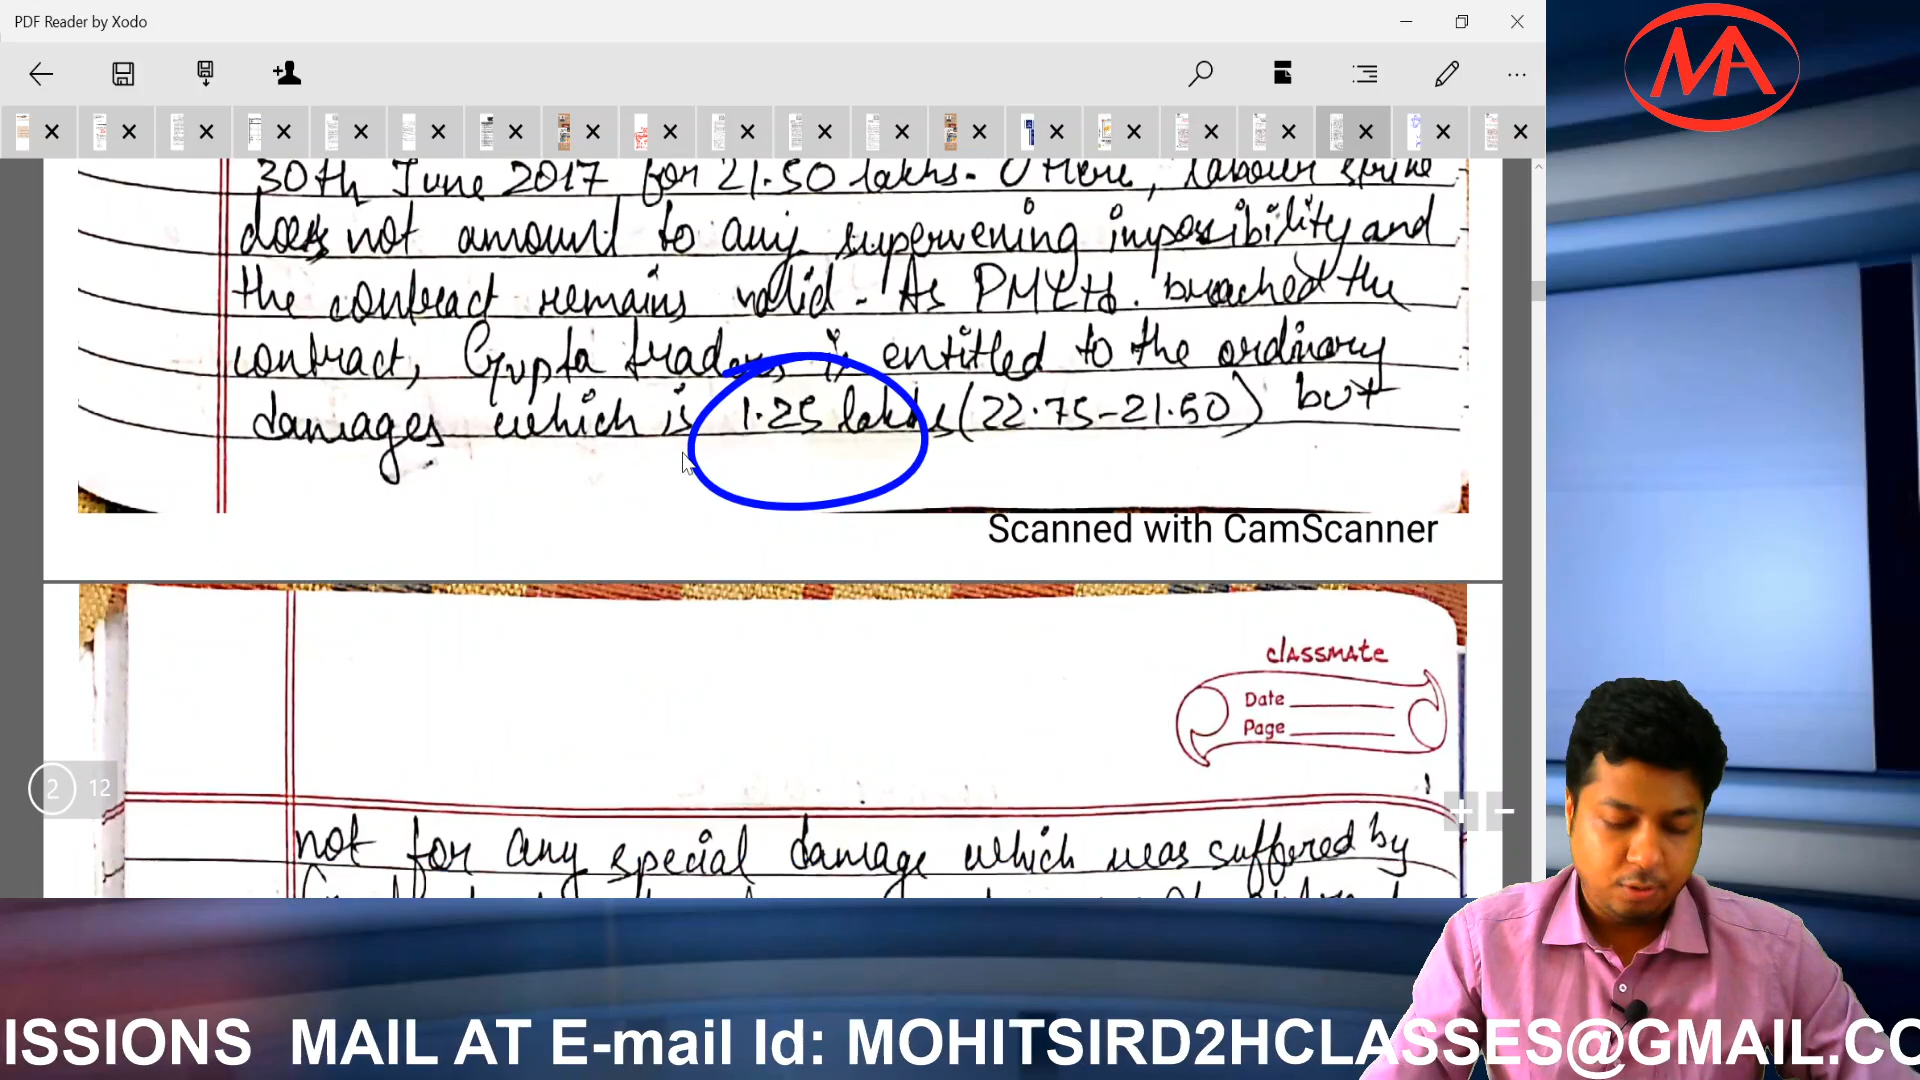 PDF Reader by Xodo
MA
30th June 2017 for 21.50 lakhs. Here, labour strike
does not amount to any supervening impossibility and
the contract remains valid. As PM Ltd. breached the
contract, Gupta traders is entitled to the ordinary
damages which is 1.25 lakhs (22.75-21.50) but
Scanned with CamScanner
classmate
Date
Page
2 12
not for any special damage which was suffered by
ISSIONS MAIL AT E-mail Id: MOHITSIRD2HCLASSES@GMAIL.CO